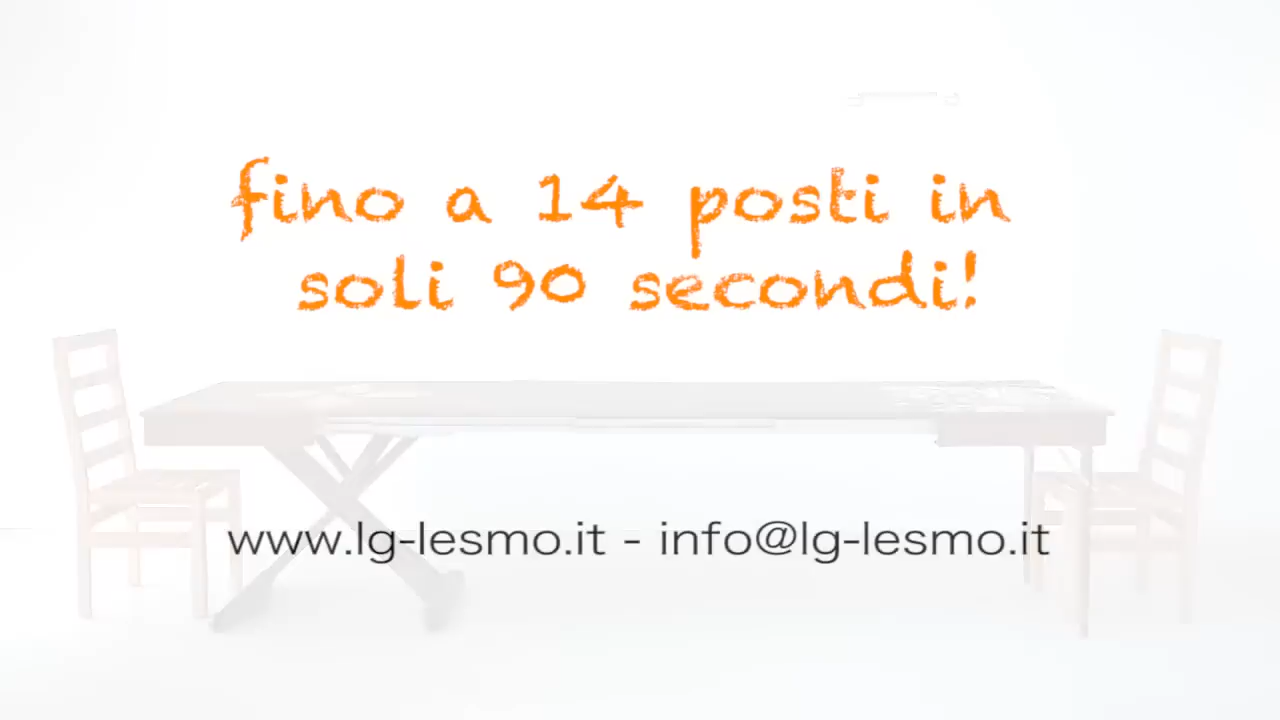 fino a 14 posti in
soli 90 secondi!
www.lg-lesmo.it - info@lg-lesmo.it